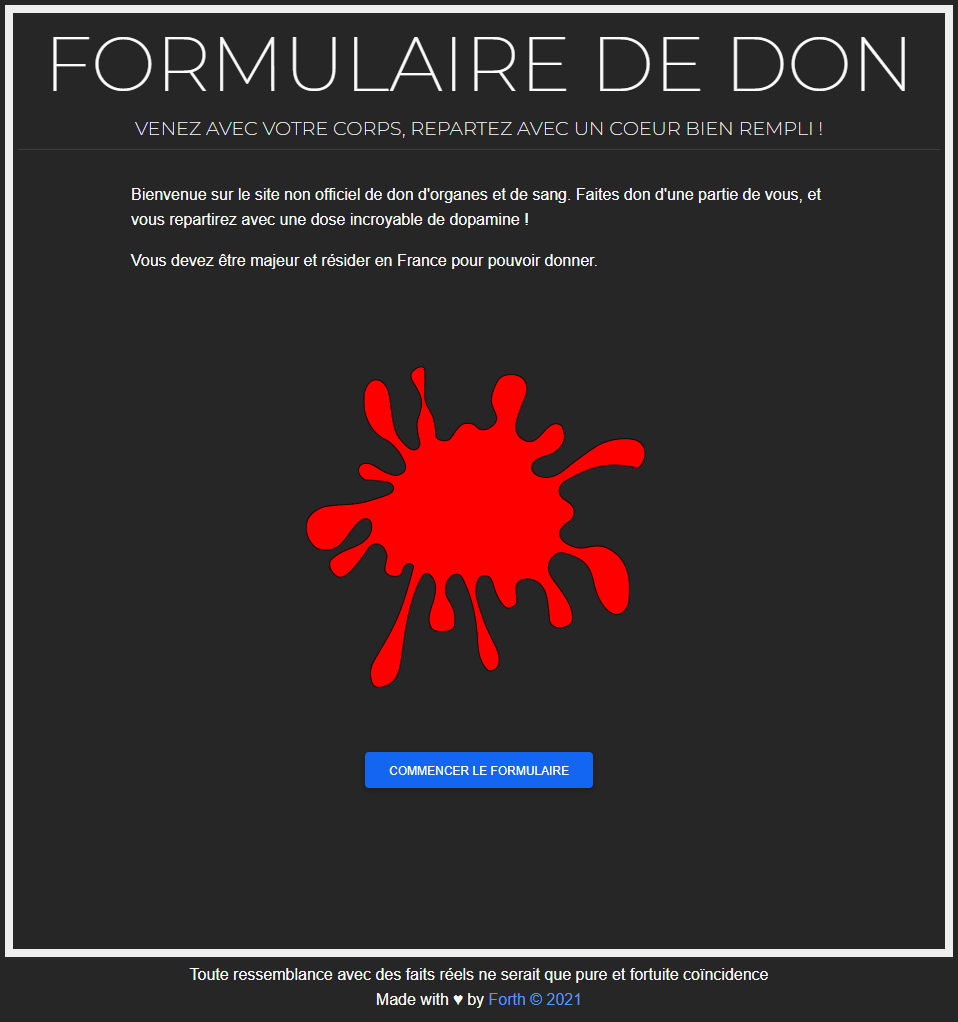 FORMULAIRE DE DON
VENEZ AVEC VOTRE CORPS, REPARTEZ AVEC UN COEUR BIEN REMPLI !
Bienvenue sur le site non officiel de don d'organes et de sang. Faites don d'une partie de vous, et
vous repartirez avec une dose incroyable de dopamine !
Vous devez être majeur et résider en France pour pouvoir donner.
COMMENCER LE FORMULAIRE
Toute ressemblance avec des faits réels ne serait que pure et fortuite coïncidence
Made with ♥ by Forth © 2021